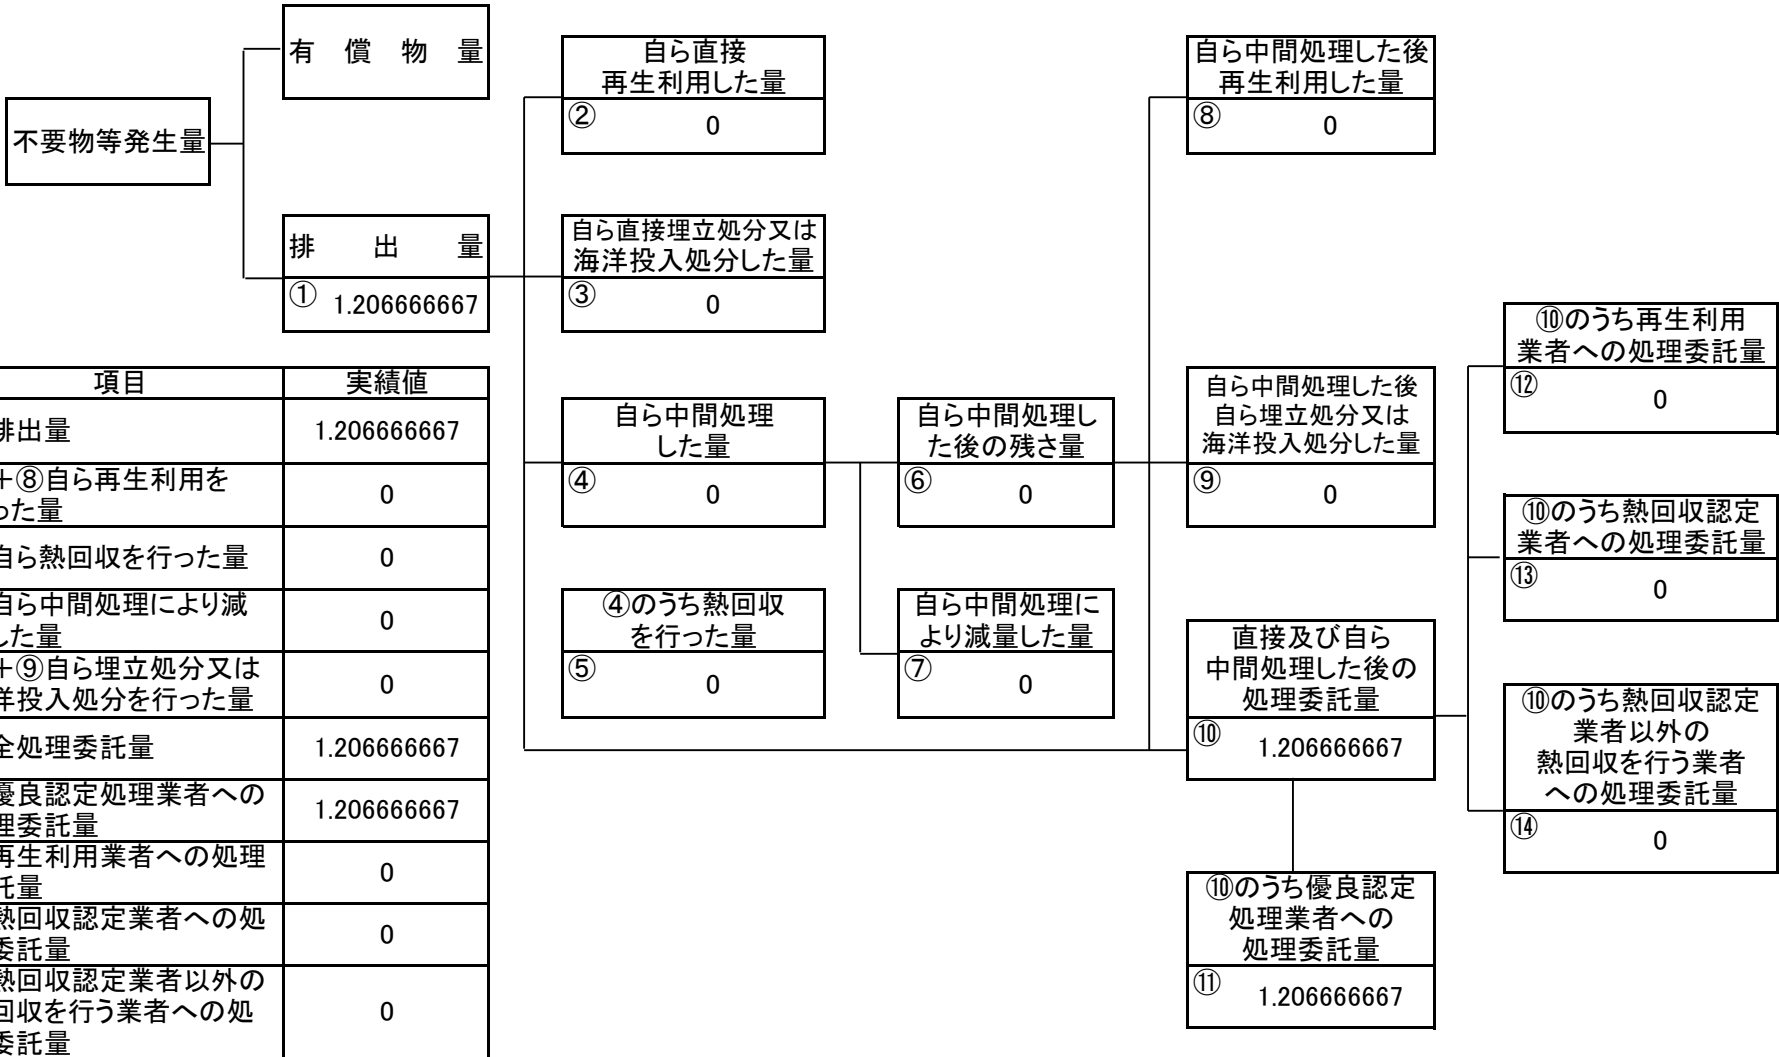 有 償 物 量
不要物等発生量
排 出 量
① 1.206666667
自ら直接
再生利用した量
② 0
自ら直接埋立処分又は
海洋投入処分した量
③ 0
自ら中間処理
した量
④ 0
④のうち熱回収
を行った量
⑤ 0
自ら中間処理し
た後の残さ量
⑥ 0
自ら中間処理に
より減量した量
⑦ 0
自ら中間処理した後
再生利用した量
⑧ 0
自ら中間処理した後
自ら埋立処分又は
海洋投入処分した量
⑨ 0
直接及び自ら
中間処理した後の
処理委託量
⑩ 1.206666667
⑩のうち優良認定
処理業者への
処理委託量
⑪ 1.206666667
⑩のうち再生利用
業者への処理委託量
⑫ 0
⑩のうち熱回収認定
業者への処理委託量
⑬ 0
⑩のうち熱回収認定
業者以外の
熱回収を行う業者
への処理委託量
⑭ 0
項目 実績値
排出量 1.206666667
+⑧自ら再生利用を
った量 0
自ら熱回収を行った量 0
自ら中間処理により減
した量 0
+⑨自ら埋立処分又は
洋投入処分を行った量 0
全処理委託量 1.206666667
優良認定処理業者への
理委託量 1.206666667
再生利用業者への処理
託量 0
熱回収認定業者への処
委託量 0
熱回収認定業者以外の
回収を行う業者への処
委託量 0